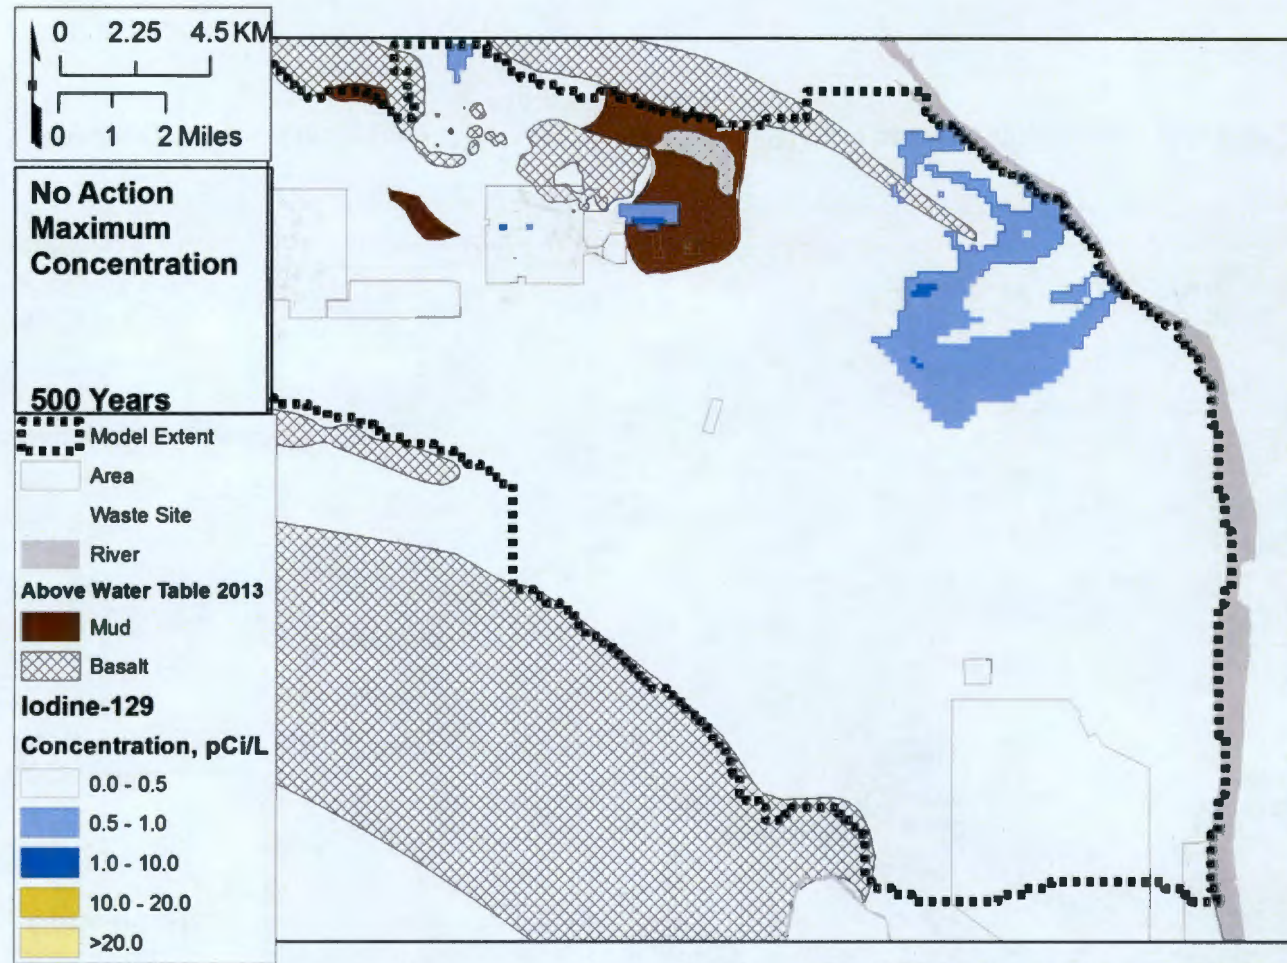 0 2.25 4.5 KM
0 1 2 Miles
No Action
Maximum
Concentration
500 Years
Model Extent
Area
Waste Site
River
Above Water Table 2013
Mud
Basalt
Iodine-129
Concentration, pCi/L
0.0 - 0.5
0.5 - 1.0
1.0 - 10.0
10.0 - 20.0
>20.0